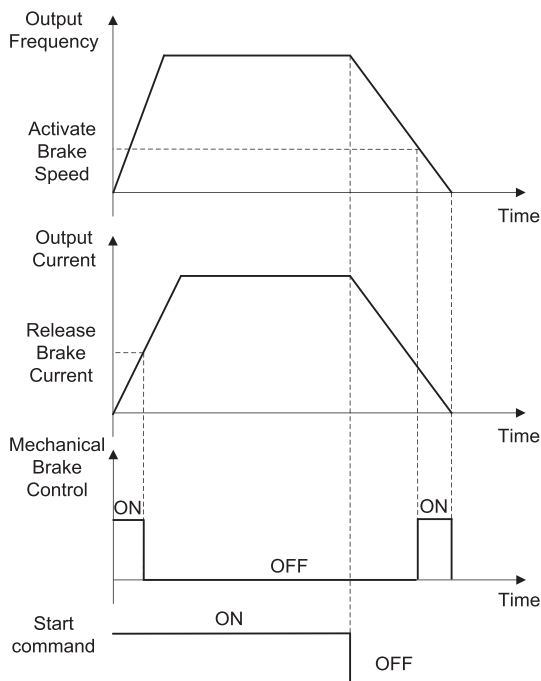 Output
Frequency
Activate
Brake
Speed
Time
Output
Current
Release
Brake
Current
Time
Mechanical
Brake
Control
ON
ON
OFF
Time
Start
command
ON
OFF